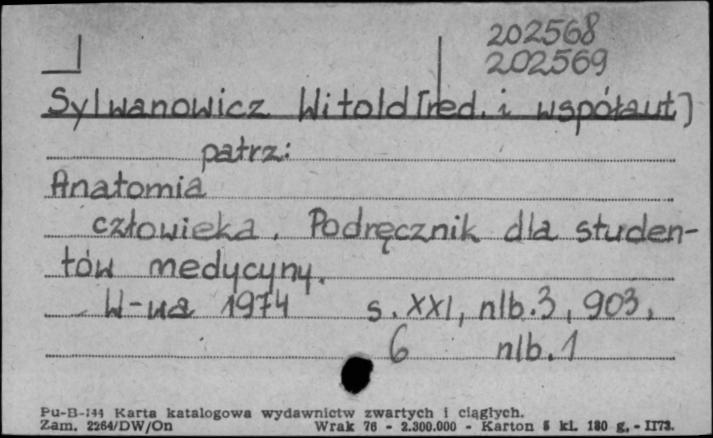 202568
202569
Sylwanowicz Witold [red. i współaut]
patrz:
Anatomia
człowieka. Podręcznik dla studen-
tów medycyny.
W-wa 1974 s. XXI, nlb. 3, 903,
6 nlb. 1
Pu-B-144 Karta katalogowa wydawnictw zwartych i ciągłych.
Zam. 2264/DW/On Wrak 76 - 2.300.000 - Karton 5 kl. 180 g. - II73.